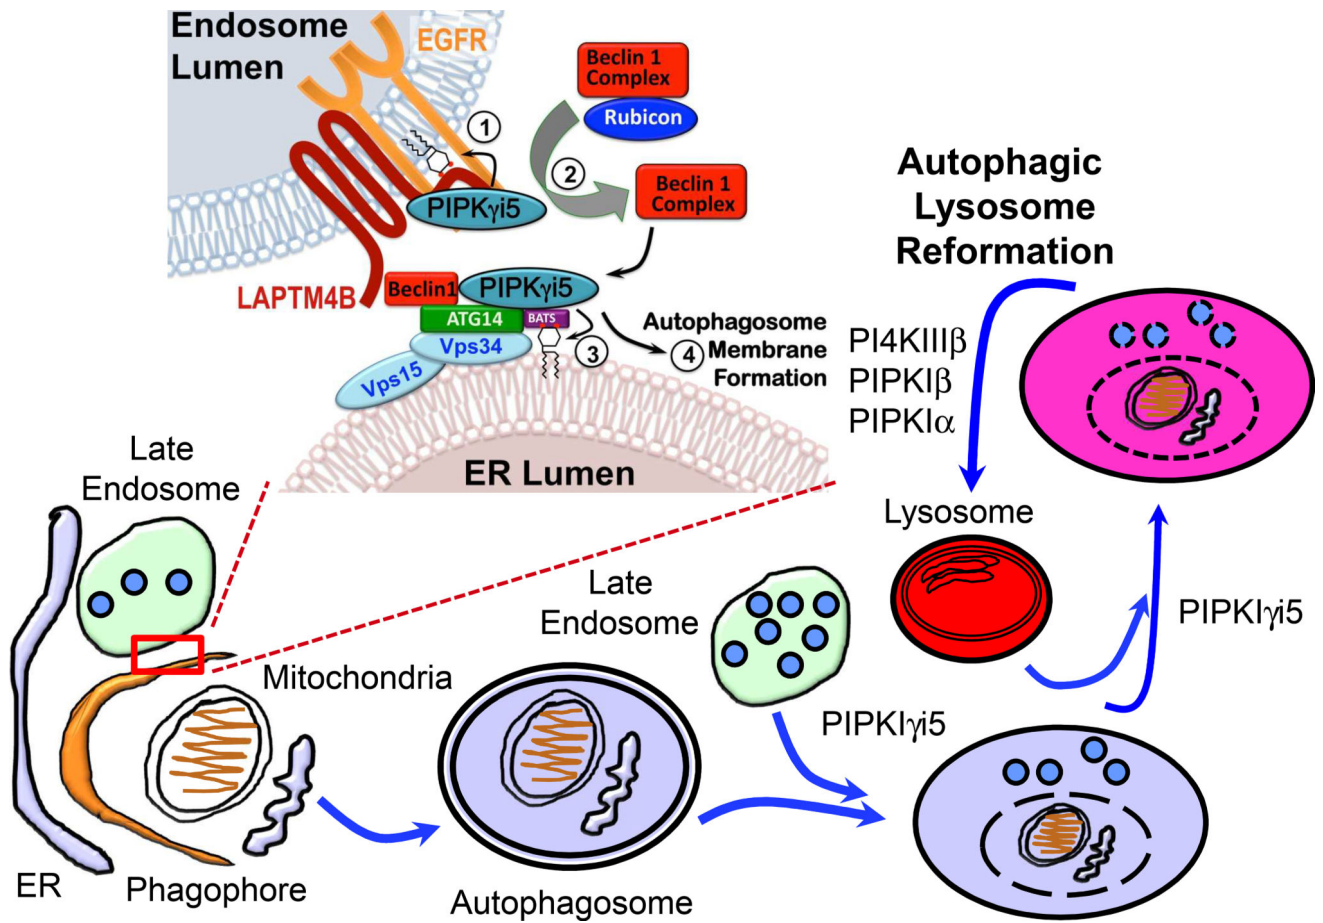 Endosome
Lumen
EGFR
Beclin 1
Complex
Rubicon
1
2
PIPKγi5
Beclin 1
Complex
LAPTM4B
Beclin1
PIPKγi5
ATG14
BATS
Vps34
Vps15
3
4
Autophagosome
Membrane
Formation
ER Lumen
Autophagic
Lysosome
Reformation
PI4KIIIβ
PIPKIβ
PIPKIα
Lysosome
PIPKIγi5
Late
Endosome
Late
Endosome
PIPKIγi5
Mitochondria
ER
Phagophore
Autophagosome